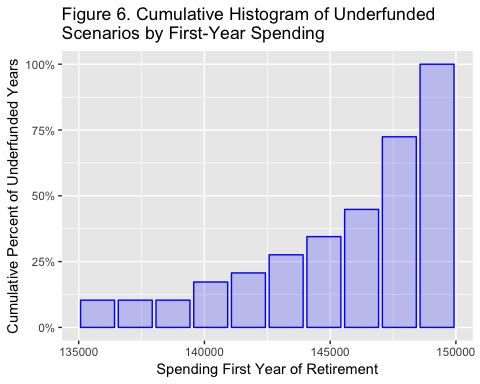 Figure 6. Cumulative Histogram of Underfunded
Scenarios by First-Year Spending
Cumulative Percent of Underfunded Years
100%
75%
50%
25%
0%
135000 140000 145000 150000
Spending First Year of Retirement